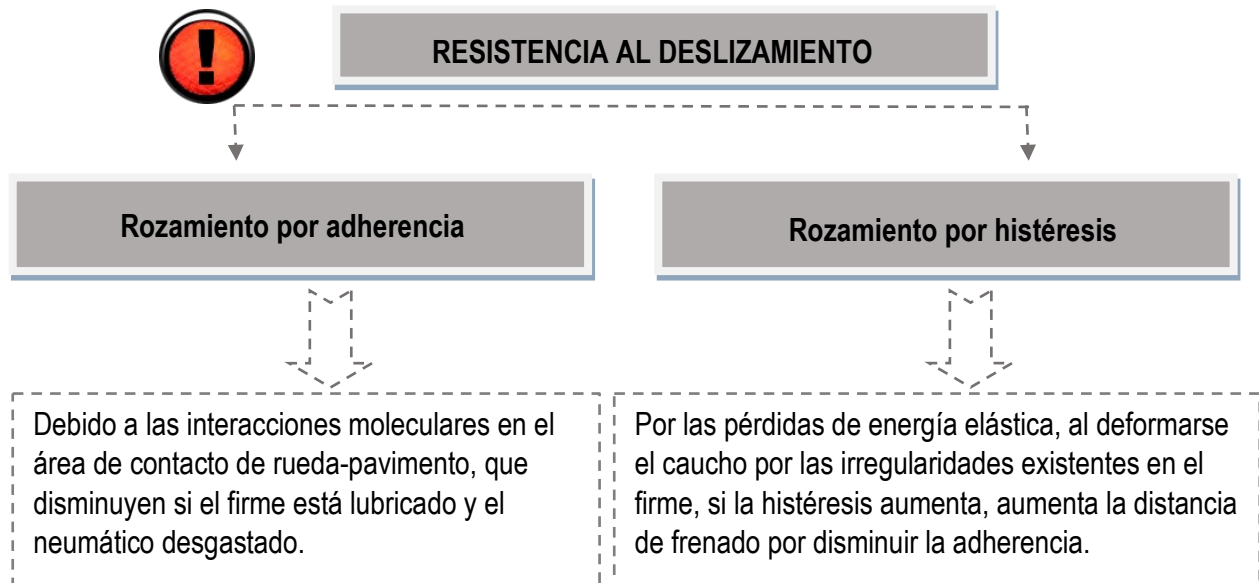 RESISTENCIA AL DESLIZAMIENTO
Rozamiento por adherencia
Rozamiento por histéresis
Debido a las interacciones moleculares en el
área de contacto de rueda-pavimento, que
disminuyen si el firme está lubricado y el
neumático desgastado.
Por las pérdidas de energía elástica, al deformarse
el caucho por las irregularidades existentes en el
firme, si la histéresis aumenta, aumenta la distancia
de frenado por disminuir la adherencia.